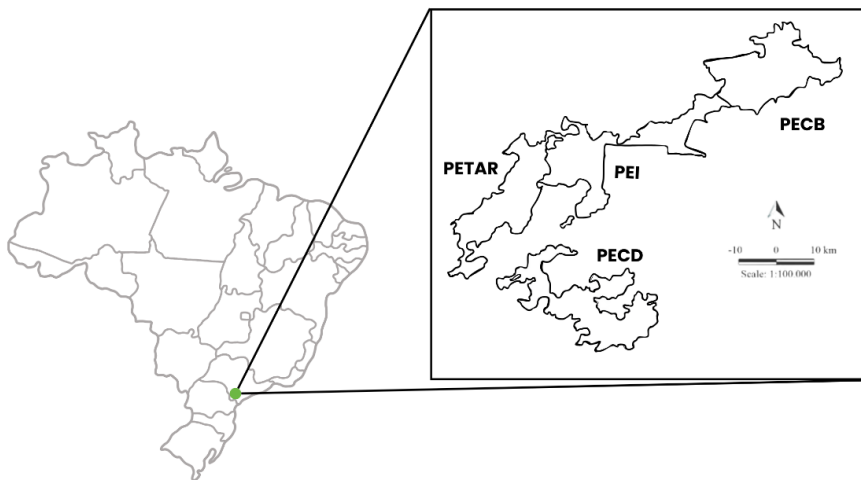 PECB
PETAR
PEI
N
PECD
-10 0 10 km
Scale: 1:100.000